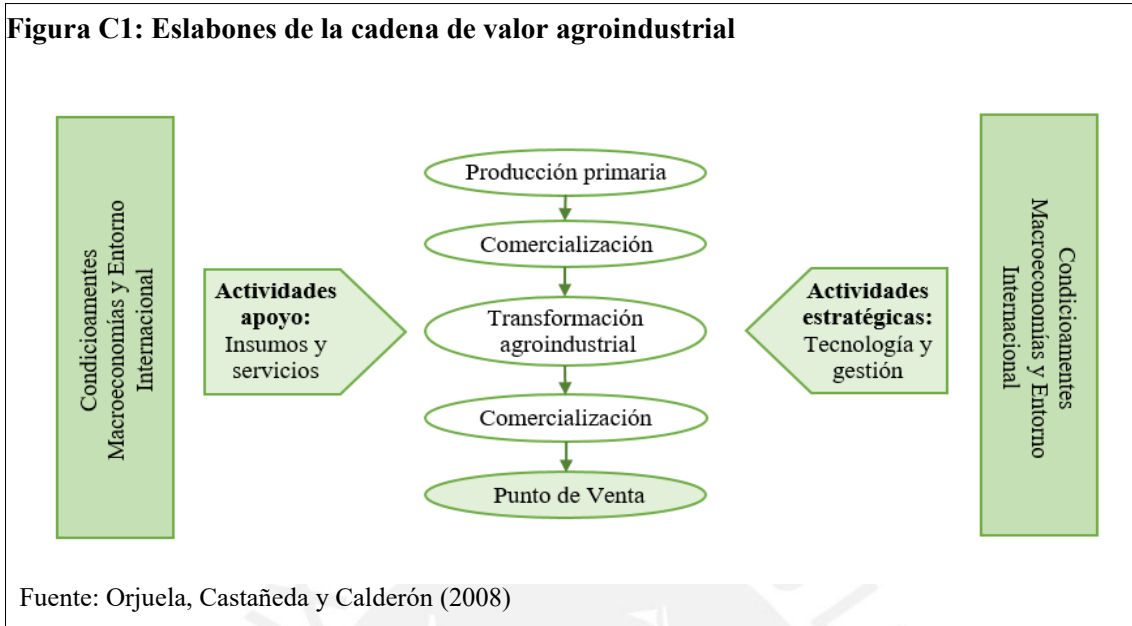 Figura C1: Eslabones de la cadena de valor agroindustrial
Condicioamentes
Macroeconomías y Entorno
Internacional
Actividades
apoyo:
Insumos y
servicios
Producción primaria
Comercialización
Transformación
agroindustrial
Comercialización
Punto de Venta
Actividades
estratégicas:
Tecnología y
gestión
Condicioamentes
Macroeconomías y Entorno
Internacional
Fuente: Orjuela, Castañeda y Calderón (2008)